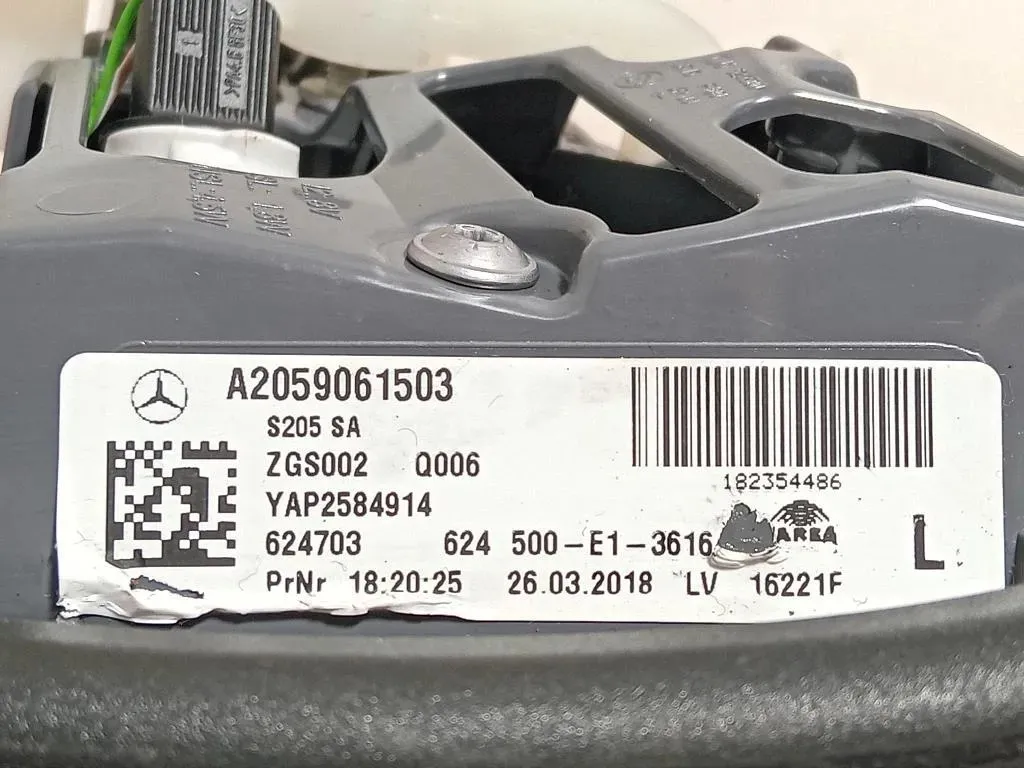 A2059061503
S205 SA
ZGS002 Q006
YAP2584914
624703 624 500-E1-3616
PrNr 18:20:25 26.03.2018 LV 16221F
182354486
L